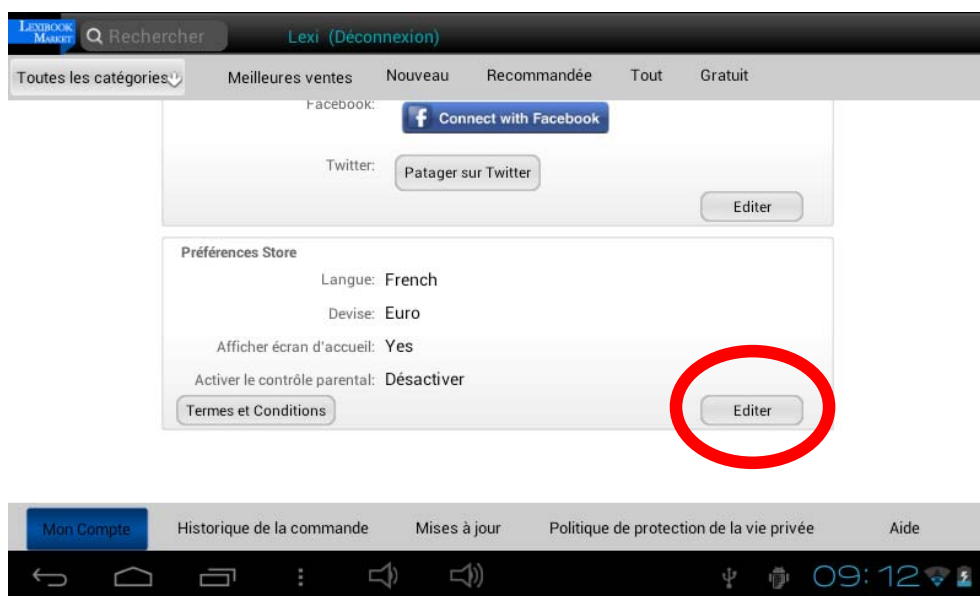 LEXIBOOK
MARKET
Rechercher
Lexi (Déconnexion)
Toutes les catégories
Meilleures ventes
Nouveau
Recommandée
Tout
Gratuit
Facebook:
f Connect with Facebook
Twitter:
Patager sur Twitter
Editer
Préférences Store
Langue: French
Devise: Euro
Afficher écran d'accueil: Yes
Activer le contrôle parental: Désactiver
Termes et Conditions
Editer
Mon Compte
Historique de la commande
Mises à jour
Politique de protection de la vie privée
Aide
09:12